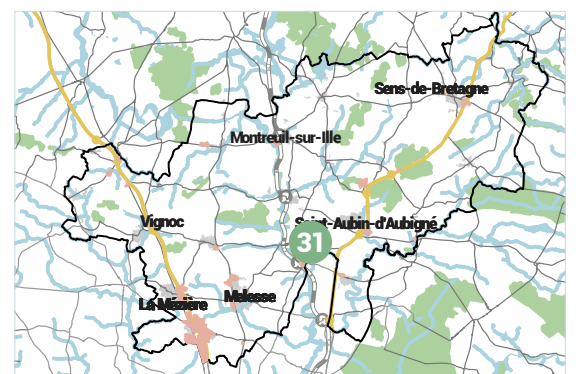 Sens-de-Bretagne
Montreuil-sur-Ille
Vignoc
Saint-Aubin-d'Aubigné
31
Melesse
La Mézière